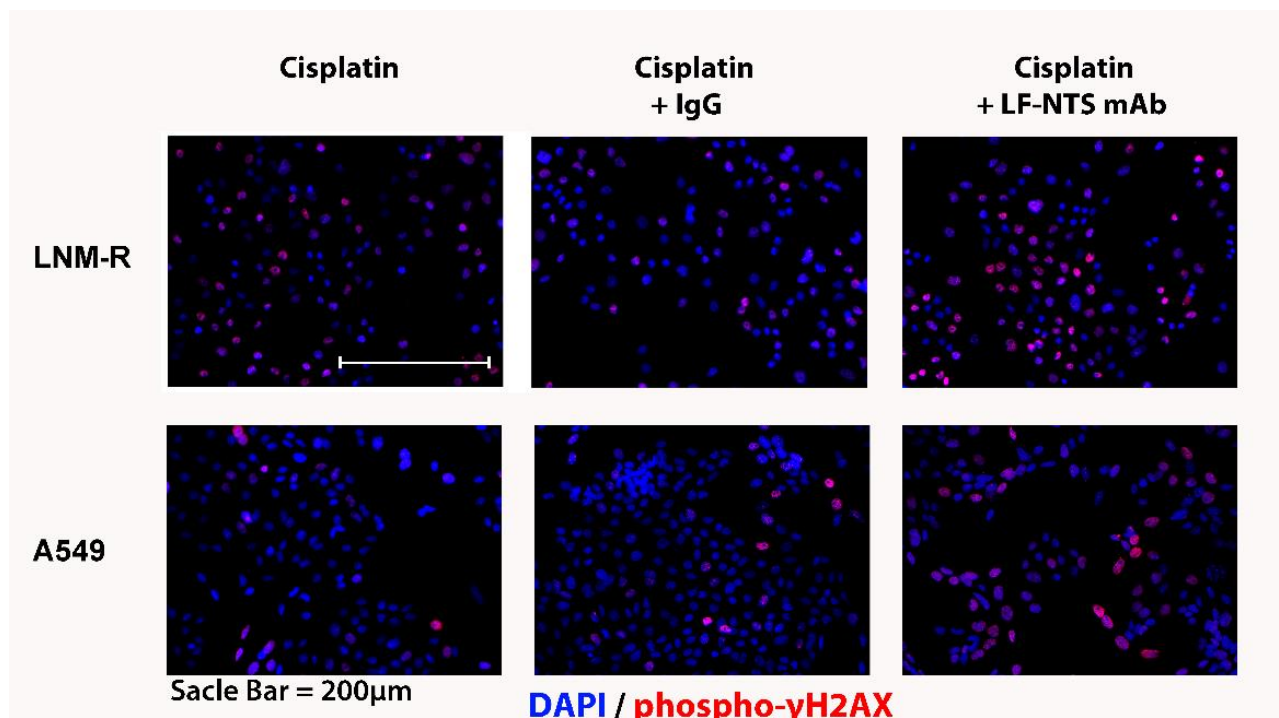 Cisplatin
Cisplatin
+ IgG
Cisplatin
+ LF-NTS mAb
LNM-R
A549
Sacle Bar = 200µm
DAPI / phospho-γH2AX